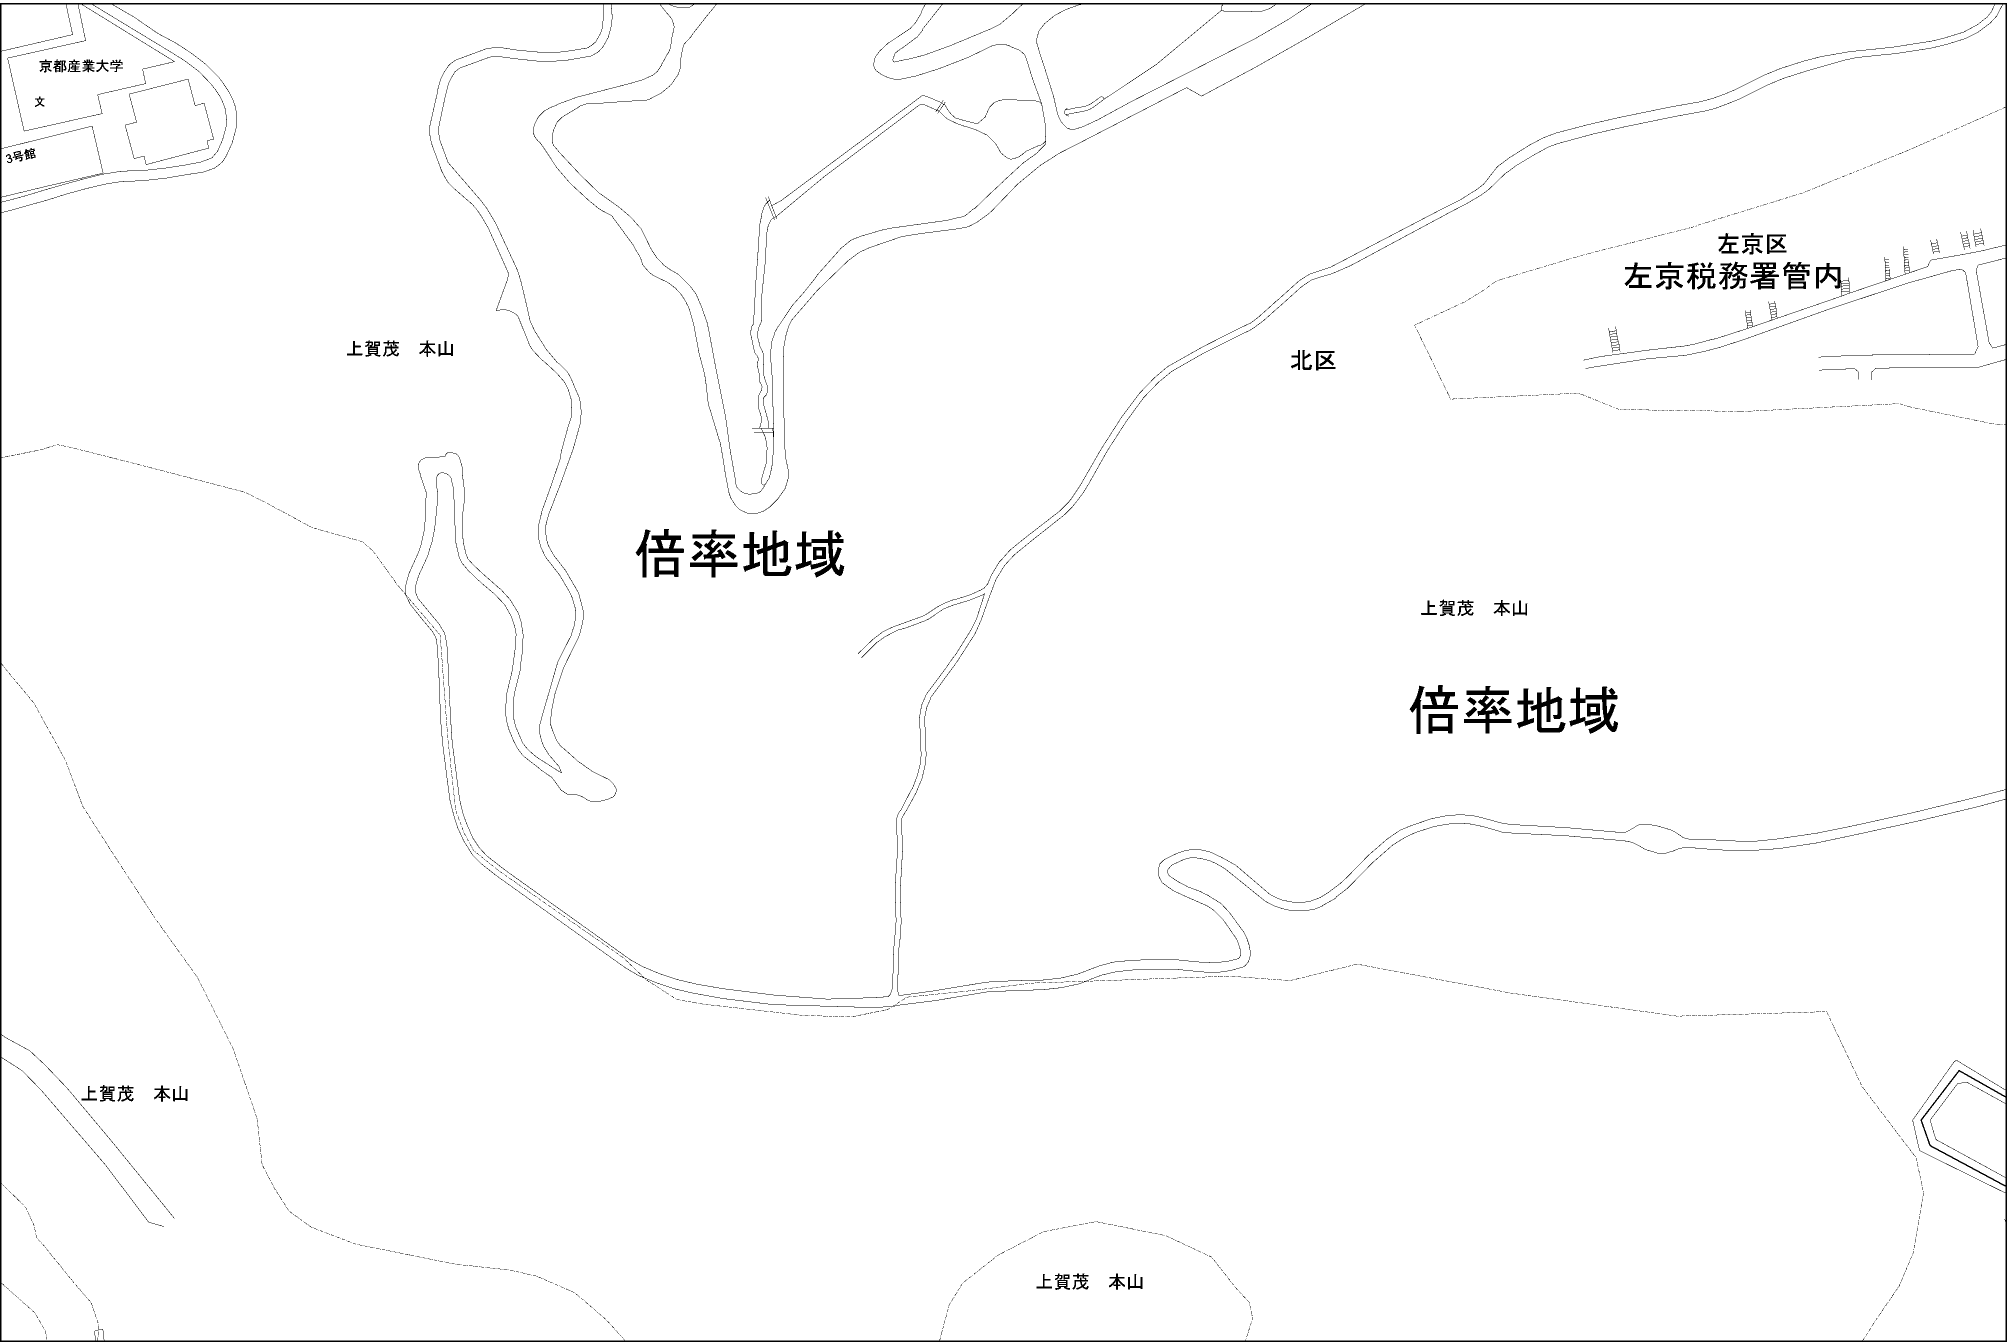 京都産業大学
文
3号館
左京区
左京税務署管内
上賀茂　本山
北区
倍率地域
上賀茂　本山
倍率地域
上賀茂　本山
上賀茂　本山